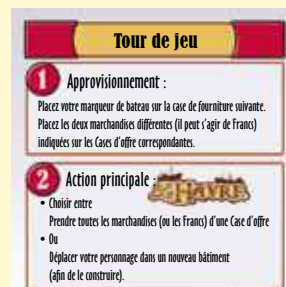 Tour de jeu
1 Approvisionnement :
Placez votre marqueur de bateau sur la case de fourniture suivante.
Placez les deux marchandises différentes (il peut s'agir de Francs)
indiquées sur les Cases d'offre correspondantes.
2 Action principale :
LE HAVRE
• Choisir entre
Prendre toutes les marchandises (ou les Francs) d'une Case d'offre
• Ou
Déplacer votre personnage dans un nouveau bâtiment
(afin de le construire).